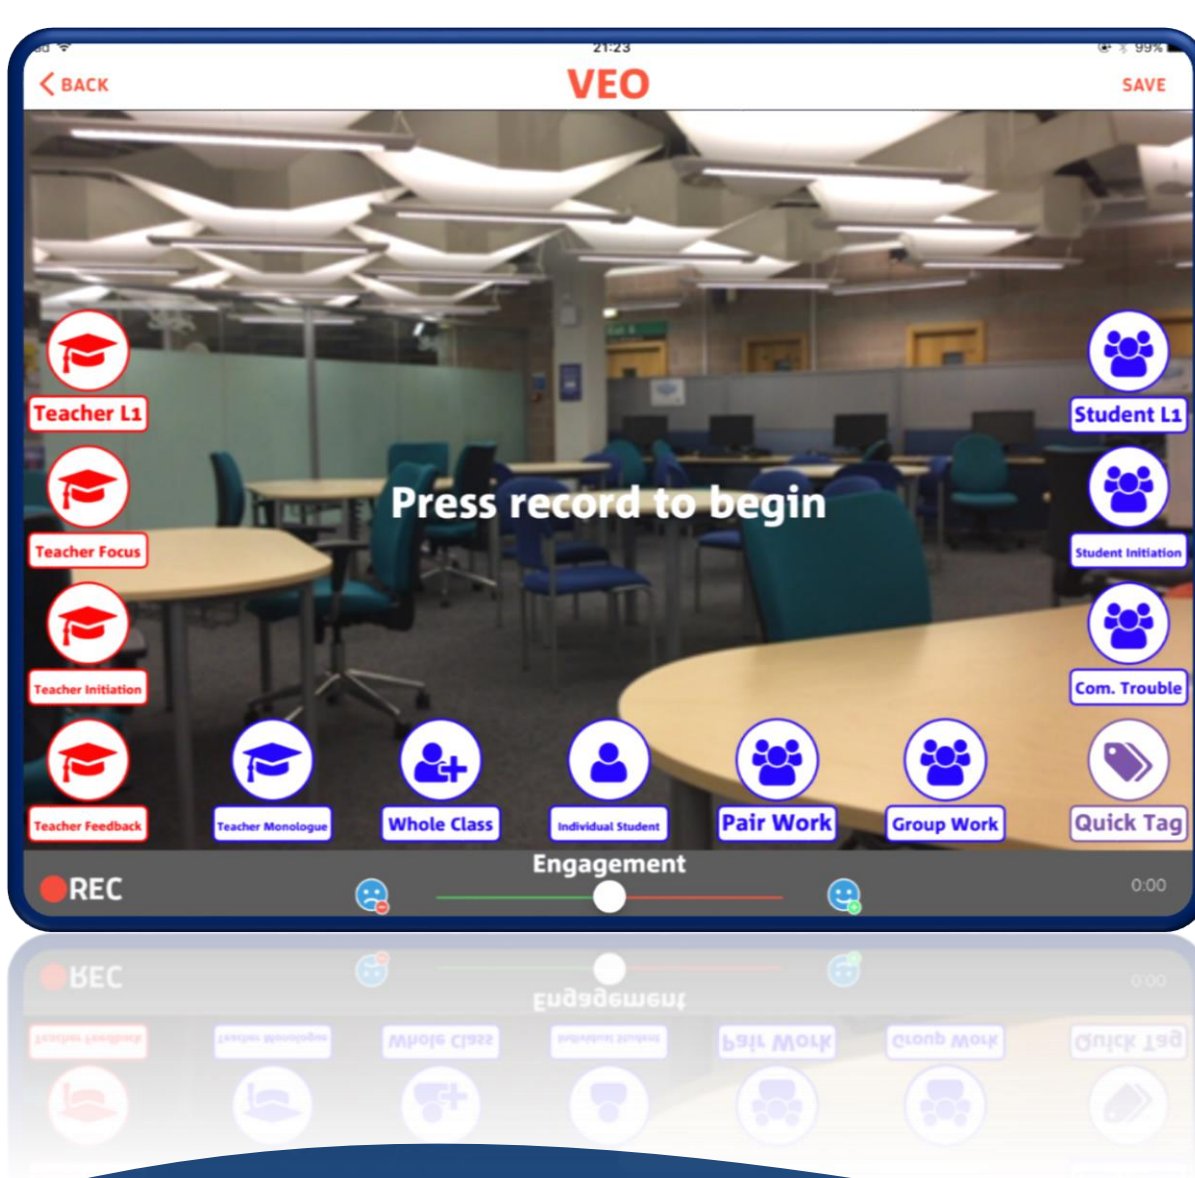 21:23
99%
BACK
VEO
SAVE
Press record to begin
Teacher L1
Student L1
Teacher Focus
Student Initiation
Teacher Initiation
Com. Trouble
Teacher Feedback
Teacher Monologue
Whole Class
Individual Student
Pair Work
Group Work
Quick Tag
Engagement
REC
0:00